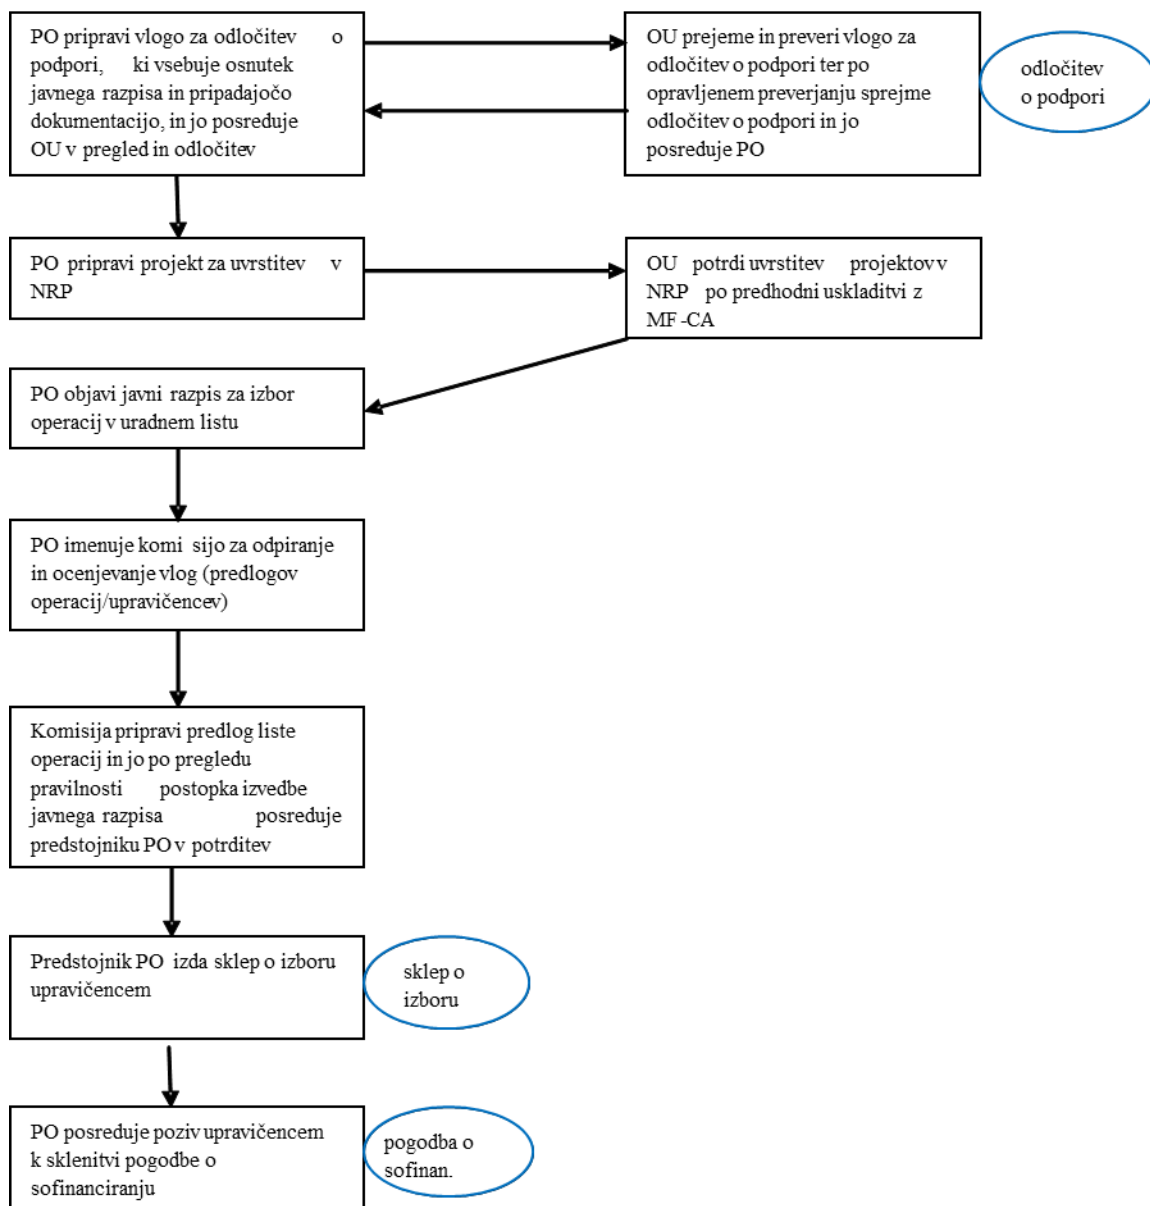 PO pripravi vlogo za odločitev o
podpori, ki vsebuje osnutek
javnega razpisa in pripadajočo
dokumentacijo, in jo posreduje
OU v pregled in odločitev
OU prejeme in preveri vlogo za
odločitev o podpori ter po
opravljenem preverjanju sprejme
odločitev o podpori in jo
posreduje PO
odločitev
o podpori
PO pripravi projekt za uvrstitev v
NRP
OU potrdi uvrstitev projektov v
NRP po predhodni uskladitvi z
MF -CA
PO objavi javni razpis za izbor
operacij v uradnem listu
PO imenuje komi sijo za odpiranje
in ocenjevanje vlog (predlogov
operacij/upravičencev)
Komisija pripravi predlog liste
operacij in jo po pregledu
pravilnosti postopka izvedbe
javnega razpisa posreduje
predstojniku PO v potrditev
Predstojnik PO izda sklep o izboru
upravičencem
sklep o
izboru
PO posreduje poziv upravičencem
k sklenitvi pogodbe o
sofinanciranju
pogodba o
sofinan.